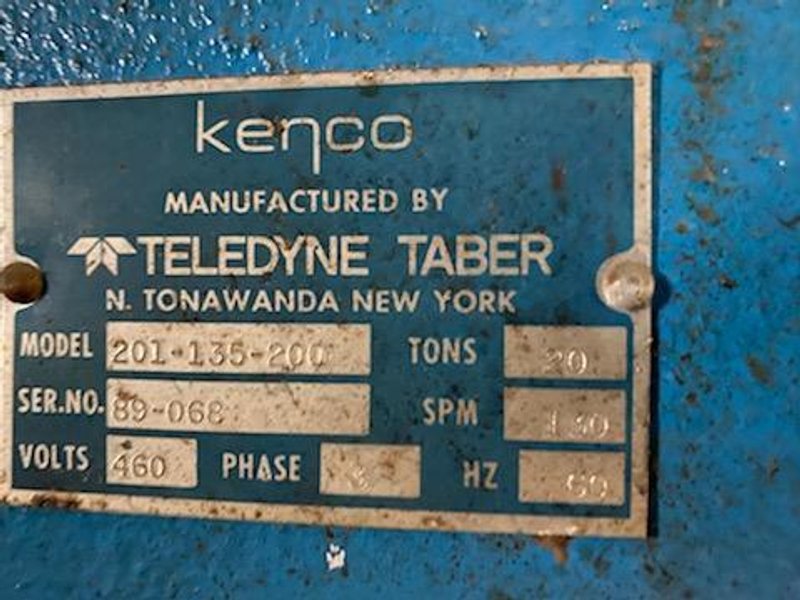 kenco
MANUFACTURED BY
TELEDYNE TABER
N. TONAWANDA NEW YORK
MODEL 201-135-200 TONS 20
SER.NO. 89-068 SPM
VOLTS 460 PHASE 3 HZ 60